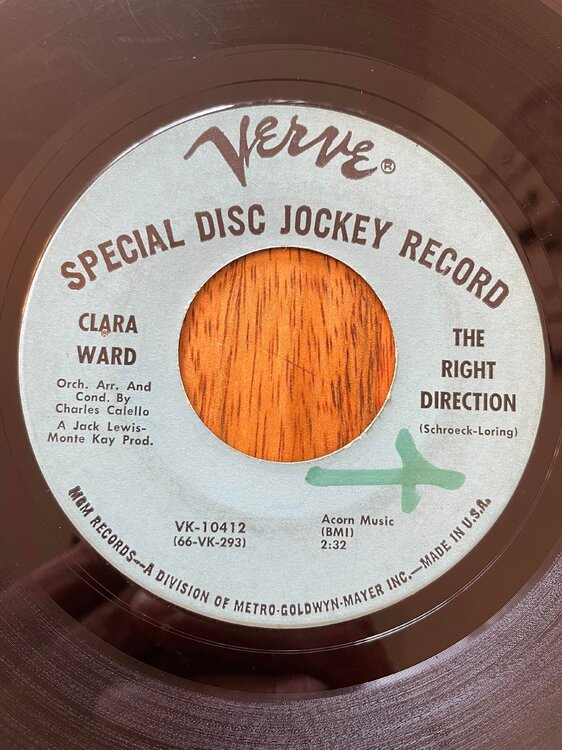 Verve®
SPECIAL DISC JOCKEY RECORD
CLARA
WARD
Orch. Arr. And
Cond. By
Charles Calello
A Jack Lewis-
Monte Kay Prod.
THE
RIGHT
DIRECTION
(Schroeck-Loring)
VK-10412
(66-VK-293)
Acorn Music
(BMI)
2:32
MGM RECORDS—A DIVISION OF METRO-GOLDWYN-MAYER INC.—MADE IN U.S.A.